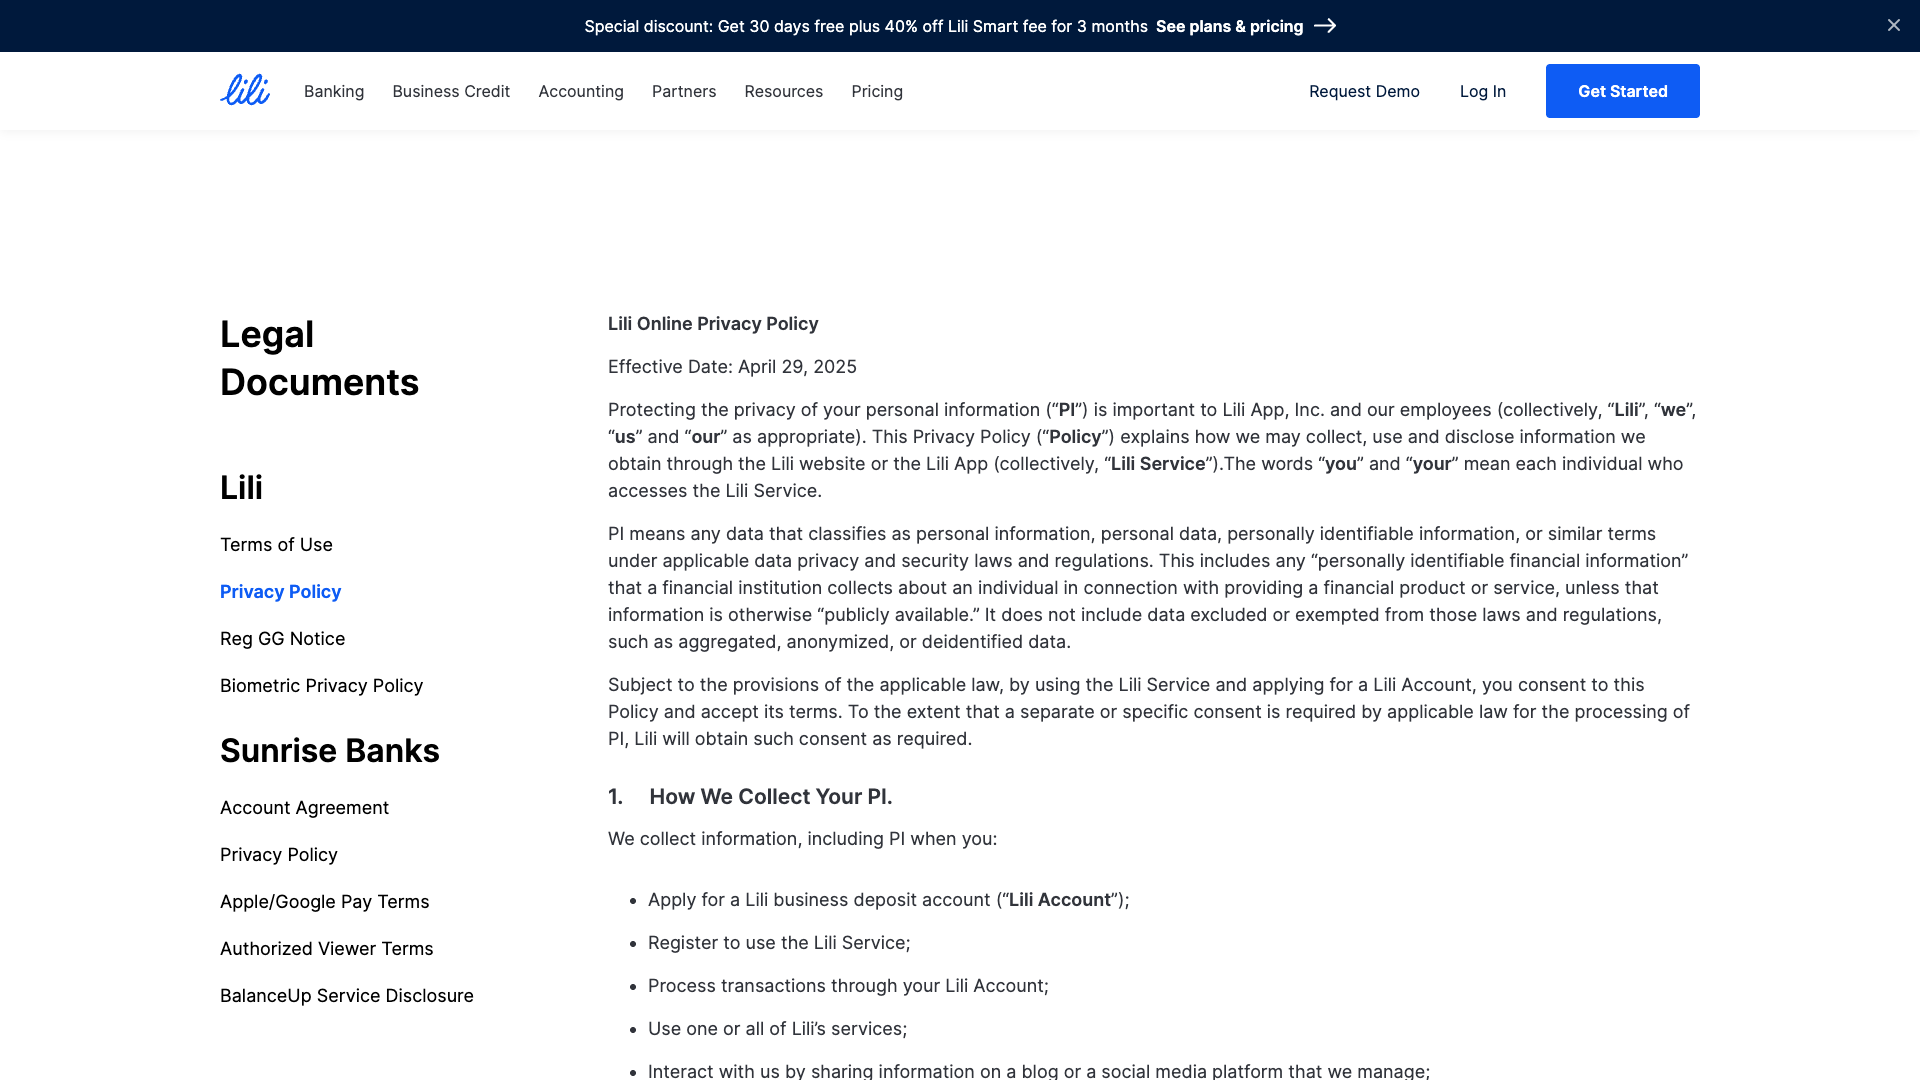 Special discount: Get 30 days free plus 40% off Lili Smart fee for 3 months See plans & pricing →
lili Banking Business Credit Accounting Partners Resources Pricing Request Demo Log In Get Started
Legal
Documents
Lili
Terms of Use
Privacy Policy
Reg GG Notice
Biometric Privacy Policy
Sunrise Banks
Account Agreement
Privacy Policy
Apple/Google Pay Terms
Authorized Viewer Terms
BalanceUp Service Disclosure
Lili Online Privacy Policy
Effective Date: April 29, 2025
Protecting the privacy of your personal information (“PI”) is important to Lili App, Inc. and our employees (collectively, “Lili”, “we”,
“us” and “our” as appropriate). This Privacy Policy (“Policy”) explains how we may collect, use and disclose information we
obtain through the Lili website or the Lili App (collectively, “Lili Service”).The words “you” and “your” mean each individual who
accesses the Lili Service.
PI means any data that classifies as personal information, personal data, personally identifiable information, or similar terms
under applicable data privacy and security laws and regulations. This includes any “personally identifiable financial information”
that a financial institution collects about an individual in connection with providing a financial product or service, unless that
information is otherwise “publicly available.” It does not include data excluded or exempted from those laws and regulations,
such as aggregated, anonymized, or deidentified data.
Subject to the provisions of the applicable law, by using the Lili Service and applying for a Lili Account, you consent to this
Policy and accept its terms. To the extent that a separate or specific consent is required by applicable law for the processing of
PI, Lili will obtain such consent as required.
1. How We Collect Your PI.
We collect information, including PI when you:
• Apply for a Lili business deposit account (“Lili Account”);
• Register to use the Lili Service;
• Process transactions through your Lili Account;
• Use one or all of Lili’s services;
• Interact with us by sharing information on a blog or a social media platform that we manage;